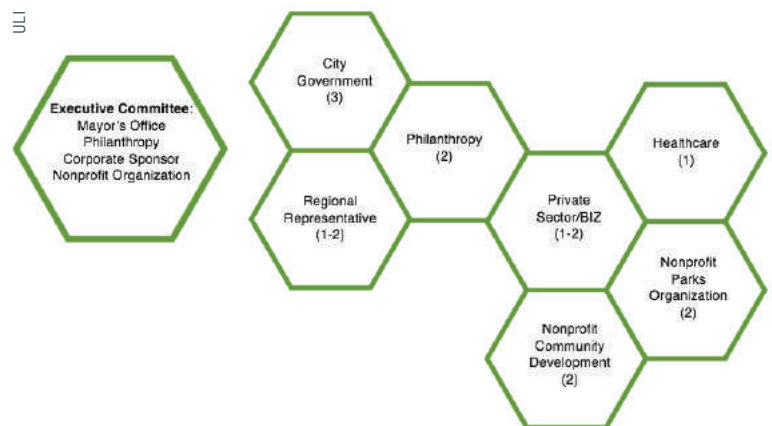 ULI
Executive Committee:
Mayor's Office
Philanthropy
Corporate Sponsor
Nonprofit Organization
City
Government
(3)
Philanthropy
(2)
Regional
Representative
(1-2)
Private
Sector/BIZ
(1-2)
Healthcare
(1)
Nonprofit
Parks
Organization
(2)
Nonprofit
Community
Development
(2)